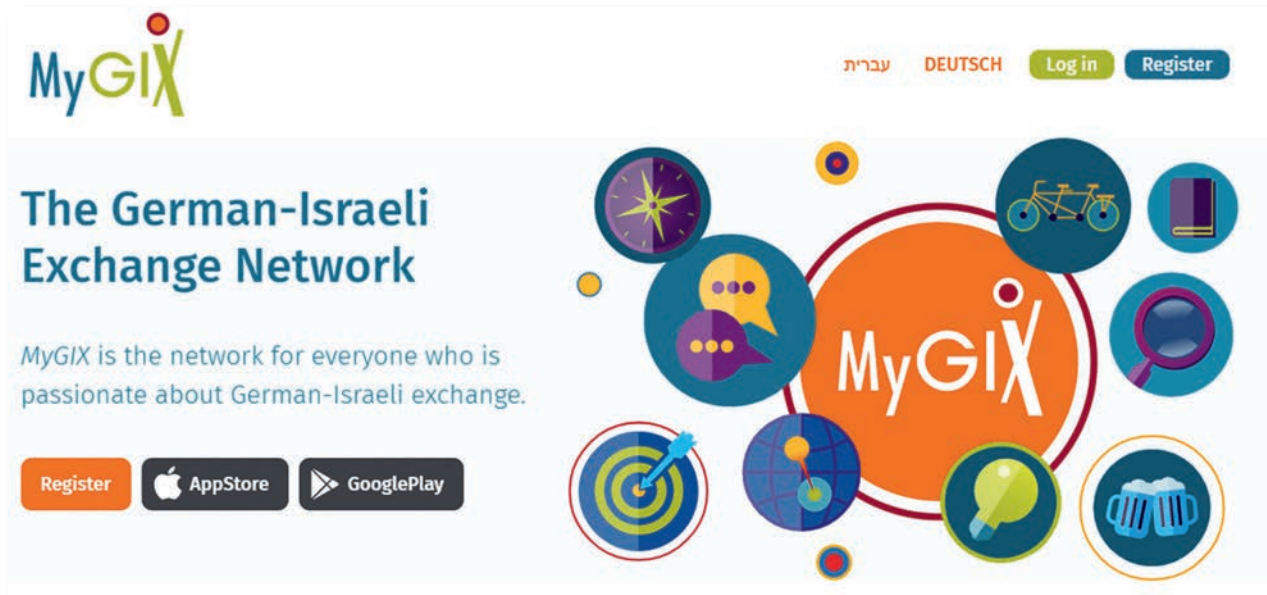 MyGIX
עברית DEUTSCH Log in Register
The German-Israeli
Exchange Network
MyGIX is the network for everyone who is
passionate about German-Israeli exchange.
Register AppStore GooglePlay
MyGIX